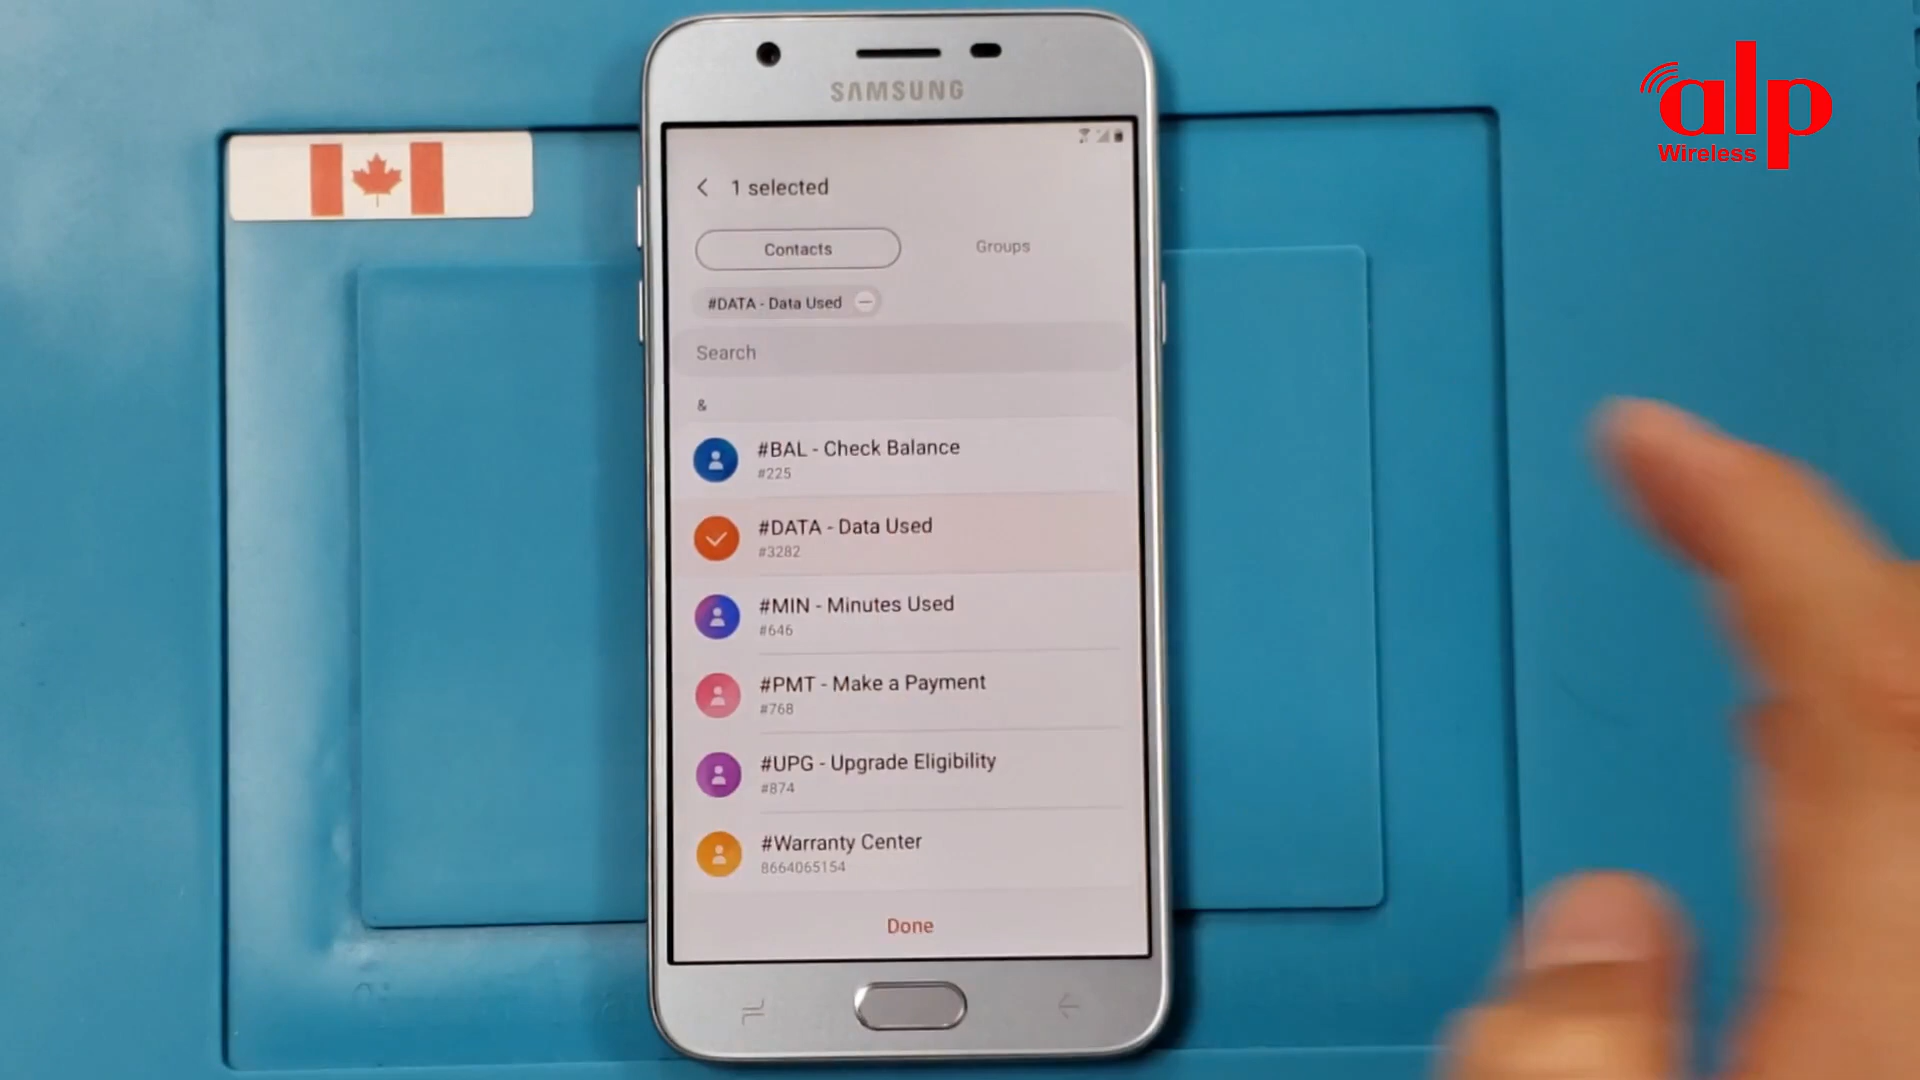 alp
Wireless
SAMSUNG
1 selected
Contacts
Groups
#DATA - Data Used
Search
&
#BAL - Check Balance
#225
#DATA - Data Used
#3282
#MIN - Minutes Used
#646
#PMT - Make a Payment
#768
#UPG - Upgrade Eligibility
#874
#Warranty Center
8664065154
Done